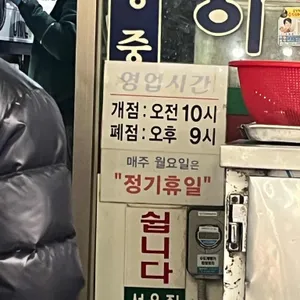 중
영업시간
개점:오전 10시
폐점:오후 9시
매주 월요일은
"정기휴일"
쉽니다